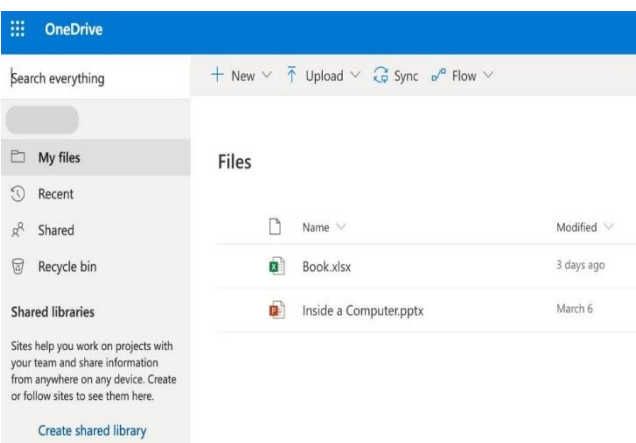 OneDrive
Search everything
+ New Upload Sync Flow
My files
Recent
Shared
Recycle bin
Shared libraries
Sites help you work on projects with
your team and share information
from anywhere on any device. Create
or follow sites to see them here.
Create shared library
Files
Name Modified
Book.xlsx 3 days ago
Inside a Computer.pptx March 6